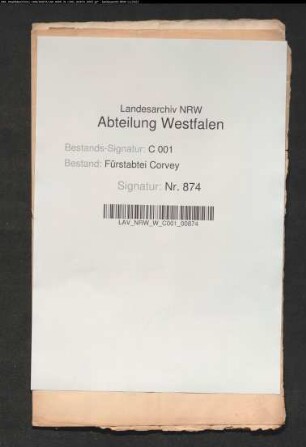 Landesarchiv NRW
Abteilung Westfalen
Bestands-Signatur: C 001
Bestand: Fürstabtei Corvey
Signatur: Nr. 874
LAV_NRW_W_C001_00874